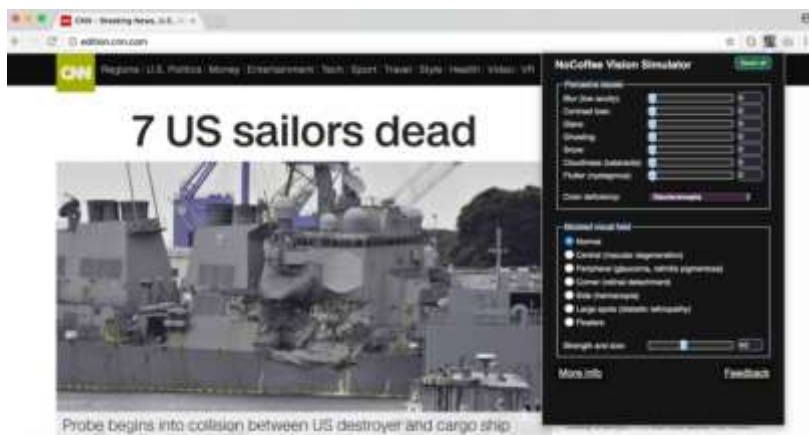 CNN - Breaking News, U.S.
edition.cnn.com
CNN Regions U.S. Politics Money Entertainment Tech Sport Travel Style Health Video VR
7 US sailors dead
Probe begins into collision between US destroyer and cargo ship
NoCoffee Vision Simulator
Perceptive issues
Blur (low acuity):
Contrast loss:
Glare:
Ghosting:
Snow:
Cloudiness (cataracts):
Flutter (nystagmus):
Color deficiency:
Blocked visual field
Normal
Central (macular degeneration)
Peripheral (glaucoma, retinitis pigmentosa)
Corner (retinal detachment)
Side (hemianopia)
Large spots (diabetic retinopathy)
Floaters
Strength and size:
More info Feedback